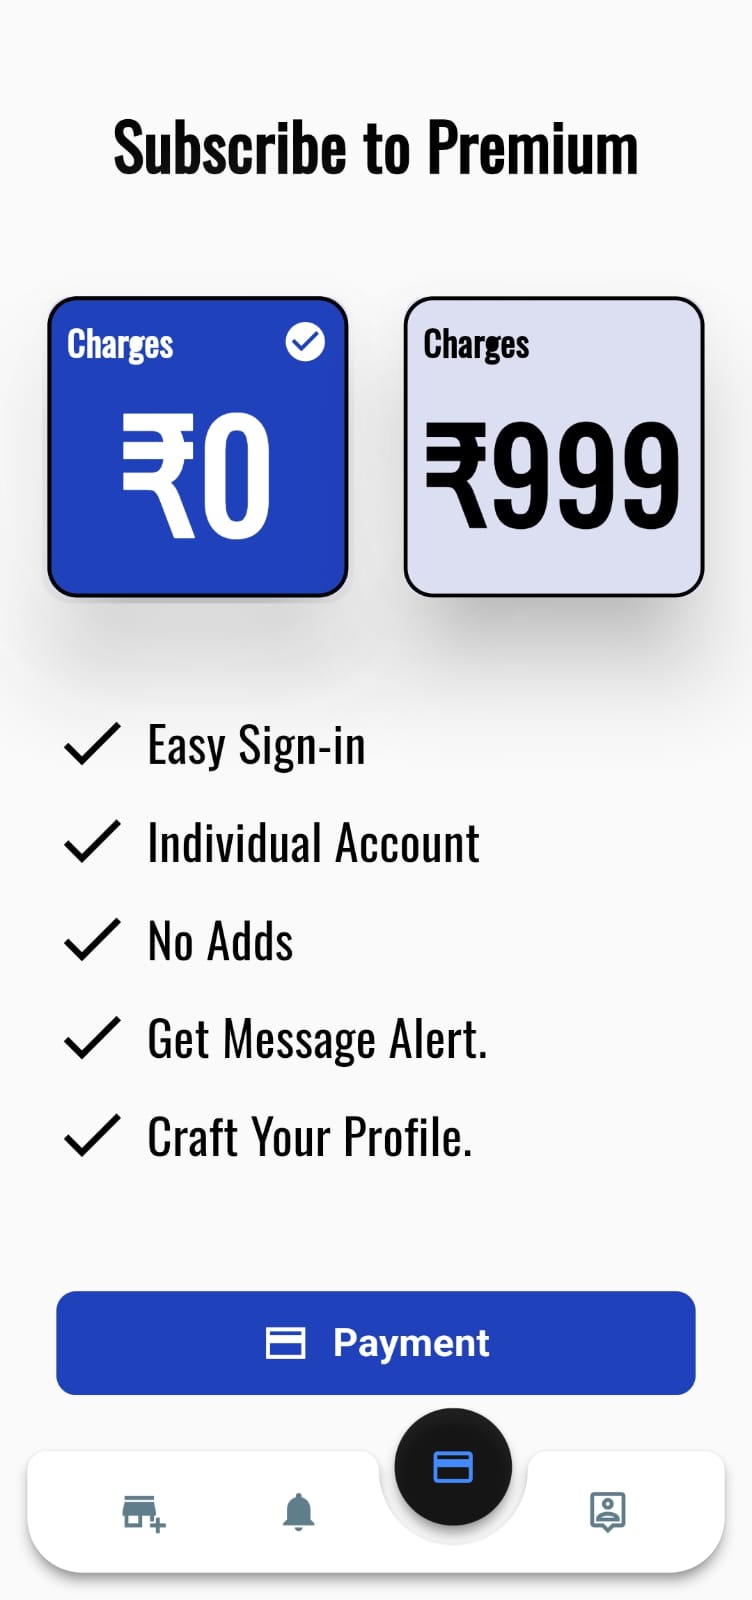 Subscribe to Premium
Charges
₹0
Charges
₹999
Easy Sign-in
Individual Account
No Adds
Get Message Alert.
Craft Your Profile.
Payment